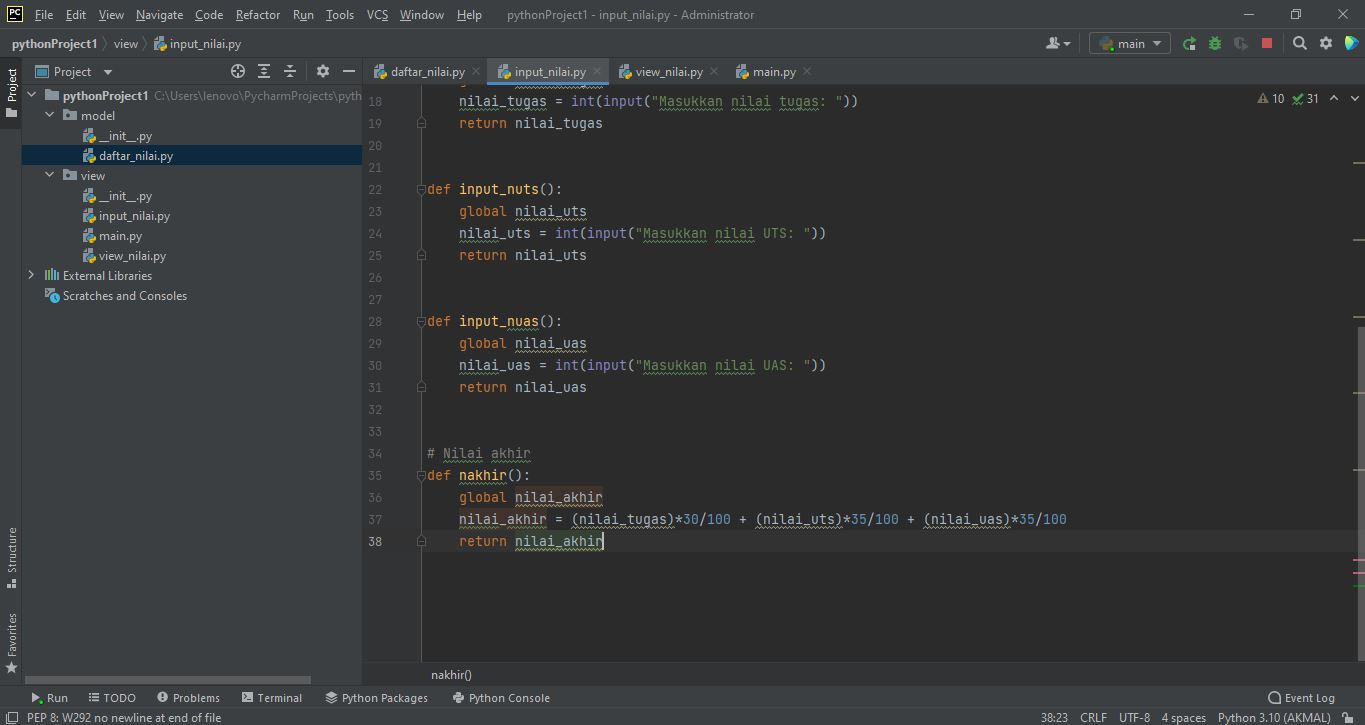 PC File Edit View Navigate Code Refactor Run Tools VCS Window Help pythonProject1 - input_nilai.py - Administrator
pythonProject1 view input_nilai.py main
Project
Project
daftar_nilai.py input_nilai.py view_nilai.py main.py
pythonProject1 C:\Users\lenovo\PycharmProjects\pyth
model
__init__.py
daftar_nilai.py
view
__init__.py
input_nilai.py
main.py
view_nilai.py
External Libraries
Scratches and Consoles
10 31
18 nilai_tugas = int(input("Masukkan nilai tugas: "))
19 return nilai_tugas
20
21
22 def input_nuts():
23 global nilai_uts
24 nilai_uts = int(input("Masukkan nilai UTS: "))
25 return nilai_uts
26
27
28 def input_nuas():
29 global nilai_uas
30 nilai_uas = int(input("Masukkan nilai UAS: "))
31 return nilai_uas
32
33
34 # Nilai akhir
35 def nakhir():
36 global nilai_akhir
37 nilai_akhir = (nilai_tugas)*30/100 + (nilai_uts)*35/100 + (nilai_uas)*35/100
38 return nilai_akhir
nakhir()
Structure
Favorites
Run TODO Problems Terminal Python Packages Python Console Event Log
PEP 8: W292 no newline at end of file 38:23 CRLF UTF-8 4 spaces Python 3.10 (AKMAL)